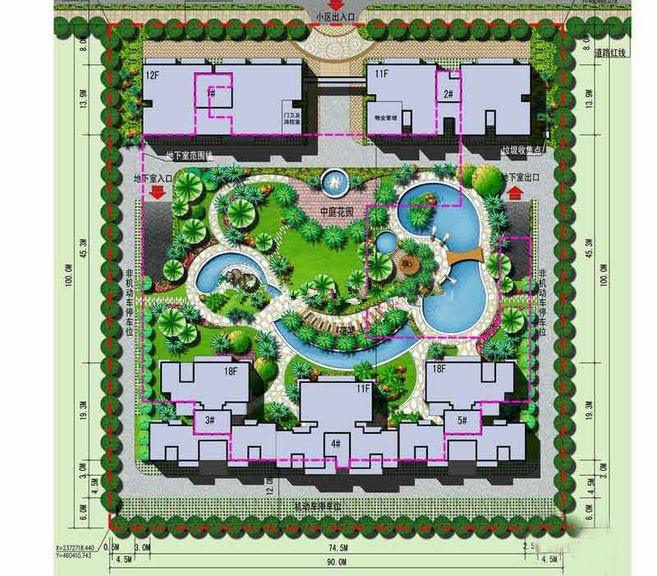 小区出入口
道路红线
8.0M
12F
1#
门卫及
消控室
11F
2#
物业管理
13.9M
13.9M
垃圾收集点
地下室范围线
地下室入口
地下室出口
中庭花园
45.3M
45.3M
100.0M
100.0M
非机动车停车位
非机动车停车位
18F
11F
18F
3#
4#
5#
19.3M
19.3M
3.0M
3.0M
4.5M
4.5M
6.0M
6.0M
12.0M
机动车停车位
X=2372718.440
Y=460410.743
0.5M
3.0M
74.5M
4.5M
4.5M
90.0M